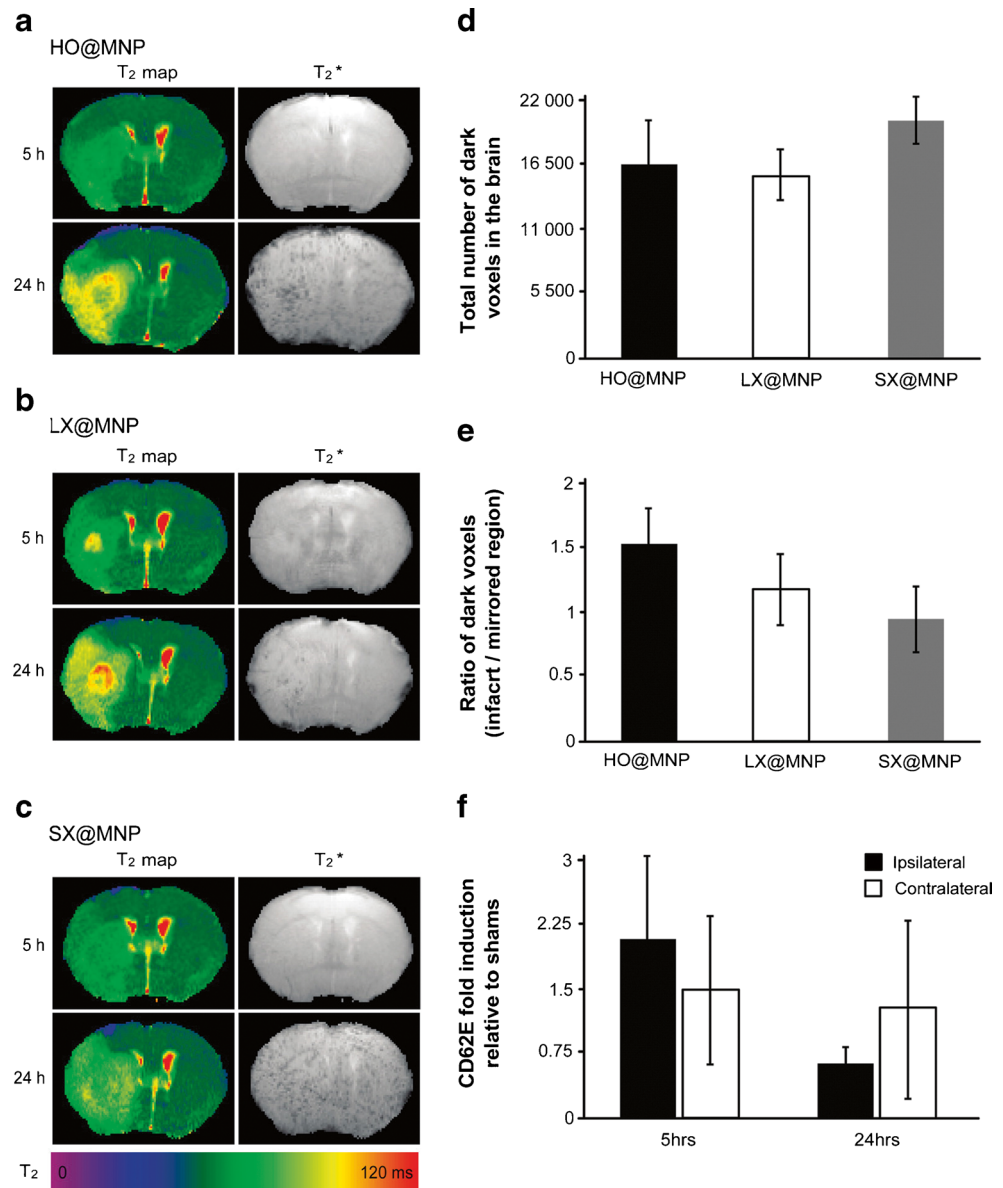 a
HO@MNP
T₂ map
T₂*
5 h
24 h
b
LX@MNP
T₂ map
T₂*
5 h
24 h
c
SX@MNP
T₂ map
T₂*
5 h
24 h
T₂
0
120 ms
d
Total number of dark
voxels in the brain
22 000
16 500
11 000
5 500
0
HO@MNP
LX@MNP
SX@MNP
e
Ratio of dark voxels
(infacrt / mirrored region)
2
1.5
1
0.5
0
HO@MNP
LX@MNP
SX@MNP
f
CD62E fold induction
relative to shams
3
2.25
1.5
0.75
0
Ipsilateral
Contralateral
5hrs
24hrs